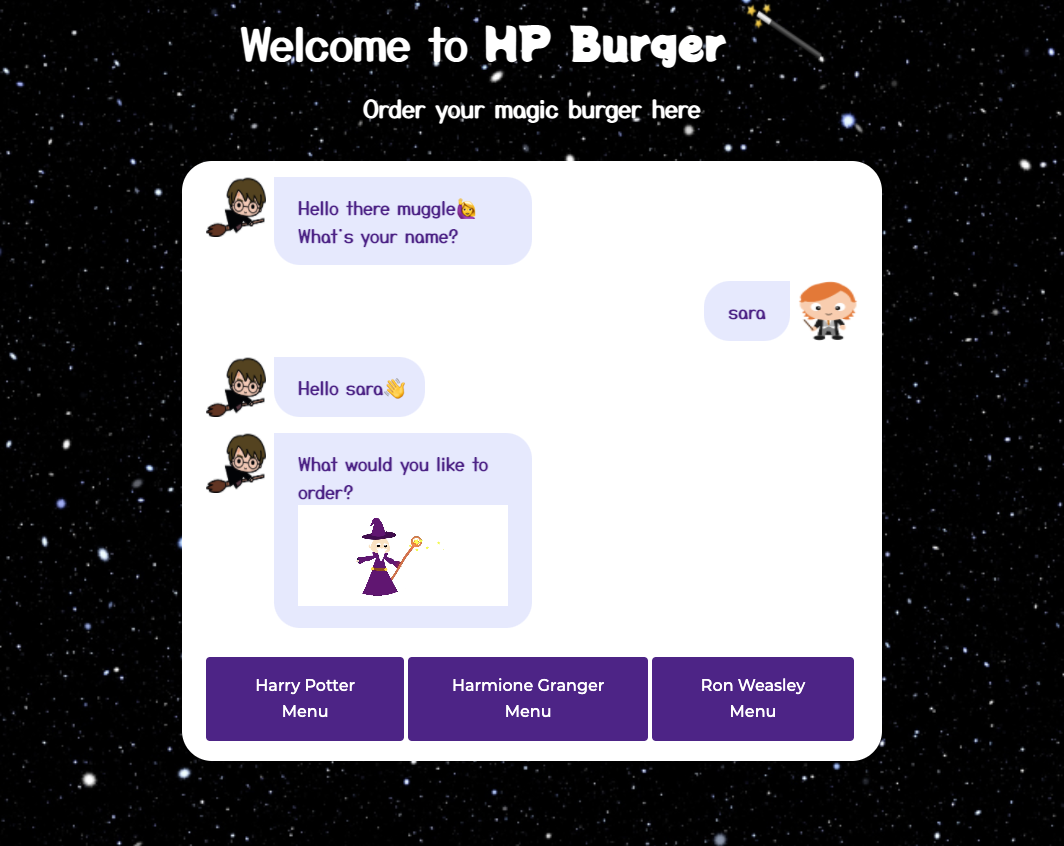 Welcome to HP Burger
Order your magic burger here
Hello there muggle🙋
What's your name?
sara
Hello sara👋
What would you like to
order?
Harry Potter
Menu
Harmione Granger
Menu
Ron Weasley
Menu